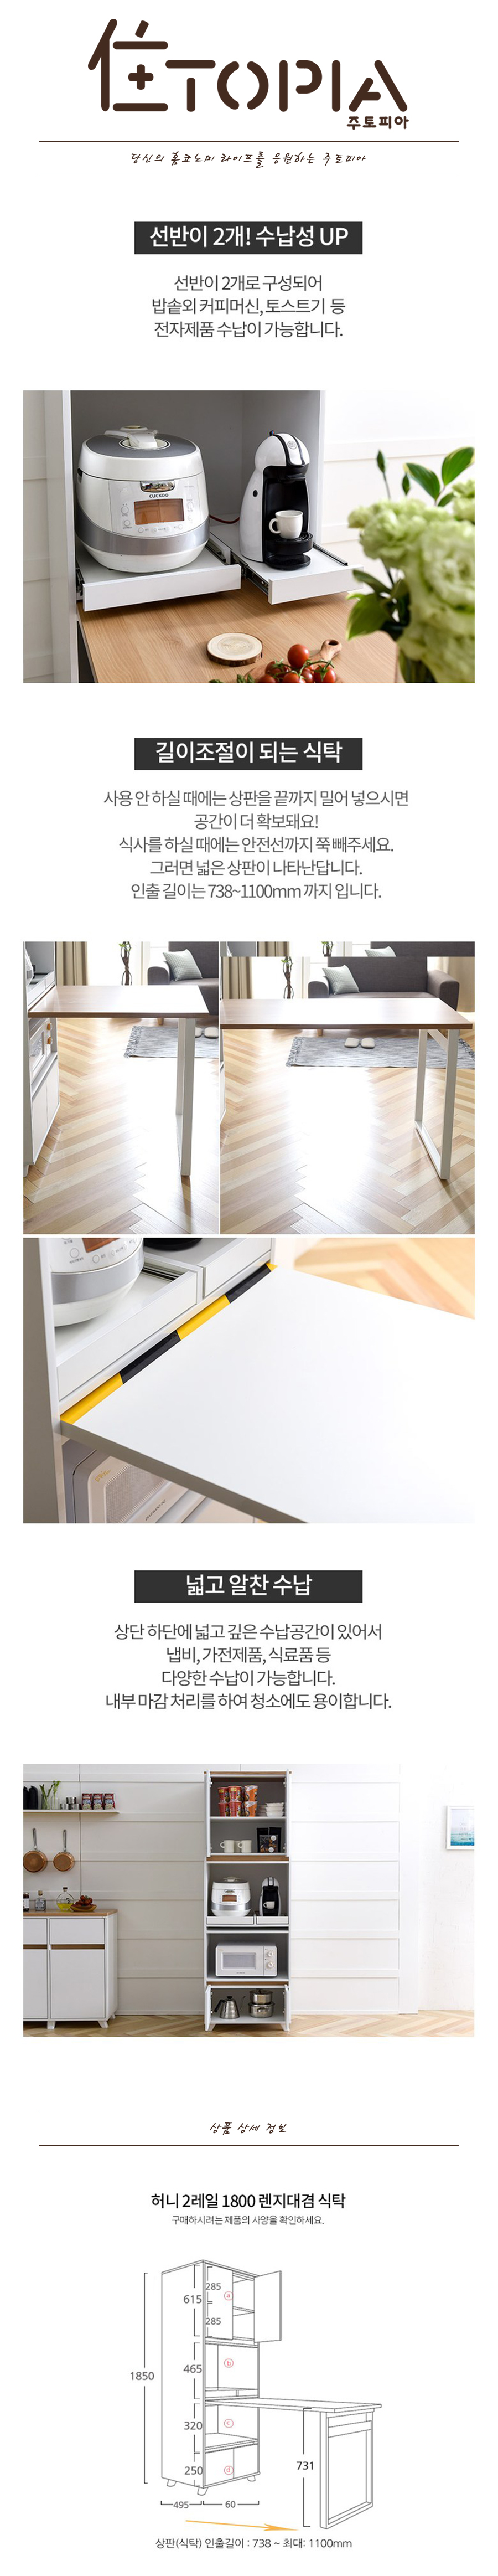 住TOPIA
주토피아
당신의 홈코노미 라이프를 응원하는 주토피아
선반이 2개! 수납성 UP
선반이 2개로 구성되어
밥솥외 커피머신, 토스트기 등
전자제품 수납이 가능합니다.
CUCKOO
길이조절이 되는 식탁
사용 안 하실 때에는 상판을 끝까지 밀어 넣으시면
공간이 더 확보돼요!
식사를 하실 때에는 안전선까지 쭉 빼주세요.
그러면 넓은 상판이 나타난답니다.
인출 길이는 738~1100mm 까지 입니다.
넓고 알찬 수납
상단 하단에 넓고 깊은 수납공간이 있어서
냄비, 가전제품, 식료품 등
다양한 수납이 가능합니다.
내부 마감 처리를 하여 청소에도 용이합니다.
상품 상세 정보
허니 2레일 1800 렌지대겸 식탁
구매하시려는 제품의 사양을 확인하세요.
285
615
ⓐ
285
465
ⓑ
1850
320
ⓒ
250
ⓓ
731
495
60
상판(식탁) 인출길이 : 738 ~ 최대: 1100mm